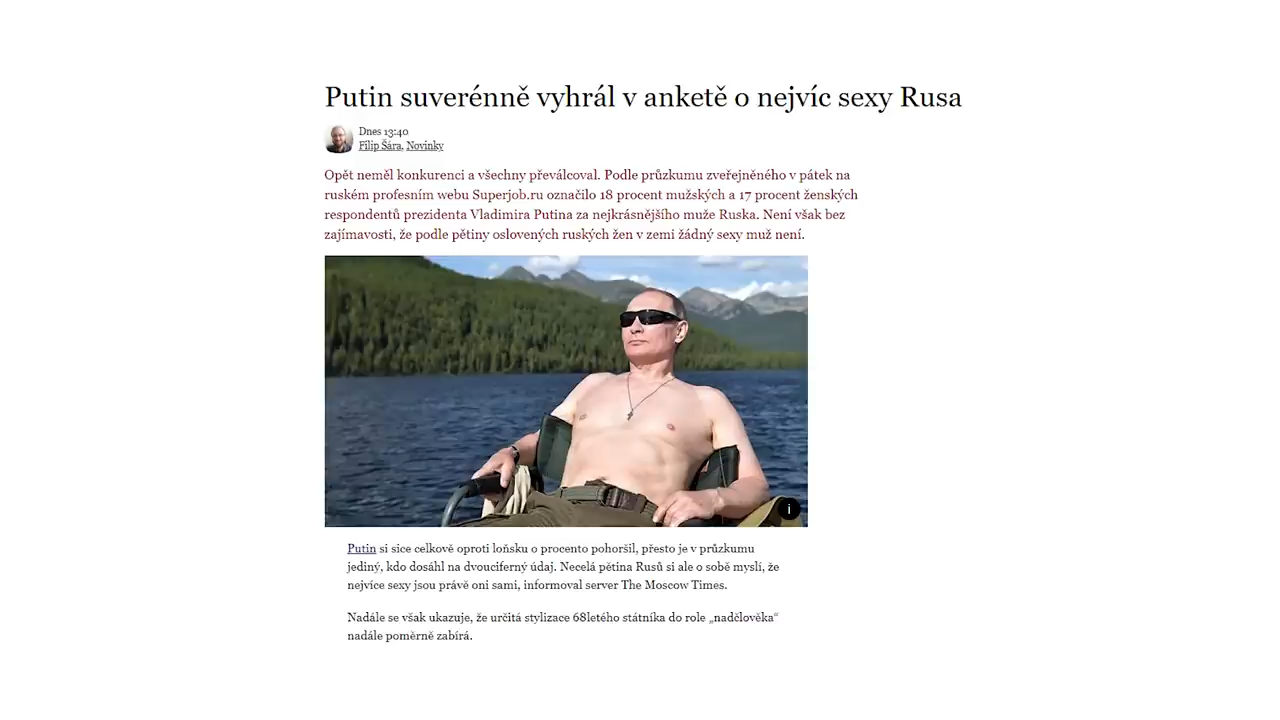 Putin suverénně vyhrál v anketě o nejvíc sexy Rusa
Dnes 13:40
Filip Šára, Novinky
Opět neměl konkurenci a všechny převálcoval. Podle průzkumu zveřejněného v pátek na
ruském profesním webu Superjob.ru označilo 18 procent mužských a 17 procent ženských
respondentů prezidenta Vladimira Putina za nejkrásnějšího muže Ruska. Není však bez
zajímavosti, že podle pětiny oslovených ruských žen v zemi žádný sexy muž není.
i
Putin si sice celkově oproti loňsku o procento pohoršil, přesto je v průzkumu
jediný, kdo dosáhl na dvouciferný údaj. Necelá pětina Rusů si ale o sobě myslí, že
nejvíce sexy jsou právě oni sami, informoval server The Moscow Times.
Nadále se však ukazuje, že určitá stylizace 68letého státníka do role „nadčlověka“
nadále poměrně zabírá.